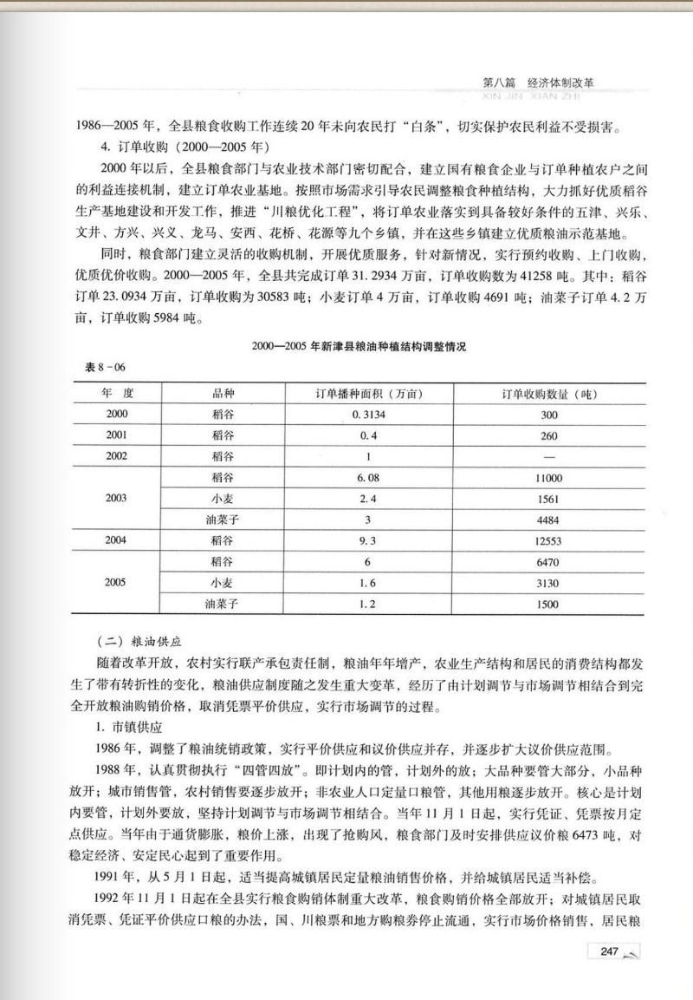 第八篇 经济体制改革
XIN JIN XIAN ZHI
1986—2005 年，全县粮食收购工作连续 20 年未向农民打“白条”，切实保护农民利益不受损害。
4. 订单收购（2000—2005 年）
2000 年以后，全县粮食部门与农业技术部门密切配合，建立国有粮食企业与订单种植农户之间
的利益连接机制，建立订单农业基地。按照市场需求引导农民调整粮食种植结构，大力抓好优质稻谷
生产基地建设和开发工作，推进“川粮优化工程”，将订单农业落实到具备较好条件的五津、兴乐、
文井、方兴、兴义、龙马、安西、花桥、花源等九个乡镇，并在这些乡镇建立优质粮油示范基地。
同时，粮食部门建立灵活的收购机制，开展优质服务，针对新情况，实行预约收购、上门收购，
优质优价收购。2000—2005 年，全县共完成订单 31. 2934 万亩，订单收购数为 41258 吨。其中：稻谷
订单 23. 0934 万亩，订单收购为 30583 吨；小麦订单 4 万亩，订单收购 4691 吨；油菜子订单 4. 2 万
亩，订单收购 5984 吨。
2000—2005 年新津县粮油种植结构调整情况
表 8－06
年 度 品种 订单播种面积（万亩） 订单收购数量（吨）
2000 稻谷 0. 3134 300
2001 稻谷 0. 4 260
2002 稻谷 1 —
稻谷 6. 08 11000
2003 小麦 2. 4 1561
油菜子 3 4484
2004 稻谷 9. 3 12553
稻谷 6 6470
2005 小麦 1. 6 3130
油菜子 1. 2 1500
（二）粮油供应
随着改革开放，农村实行联产承包责任制，粮油年年增产，农业生产结构和居民的消费结构都发
生了带有转折性的变化，粮油供应制度随之发生重大变革，经历了由计划调节与市场调节相结合到完
全开放粮油购销价格，取消凭票平价供应，实行市场调节的过程。
1. 市镇供应
1986 年，调整了粮油统销政策，实行平价供应和议价供应并存，并逐步扩大议价供应范围。
1988 年，认真贯彻执行“四管四放”。即计划内的管，计划外的放；大品种要管大部分，小品种
放开；城市销售管，农村销售要逐步放开；非农业人口定量口粮管，其他用粮逐步放开。核心是计划
内要管，计划外要放，坚持计划调节与市场调节相结合。当年 11 月 1 日起，实行凭证、凭票按月定
点供应。当年由于通货膨胀，粮价上涨，出现了抢购风，粮食部门及时安排供应议价粮 6473 吨，对
稳定经济、安定民心起到了重要作用。
1991 年，从 5 月 1 日起，适当提高城镇居民定量粮油销售价格，并给城镇居民适当补偿。
1992 年 11 月 1 日起在全县实行粮食购销体制重大改革，粮食购销价格全部放开；对城镇居民取
消凭票、凭证平价供应口粮的办法，国、川粮票和地方购粮券停止流通，实行市场价格销售，居民粮
247